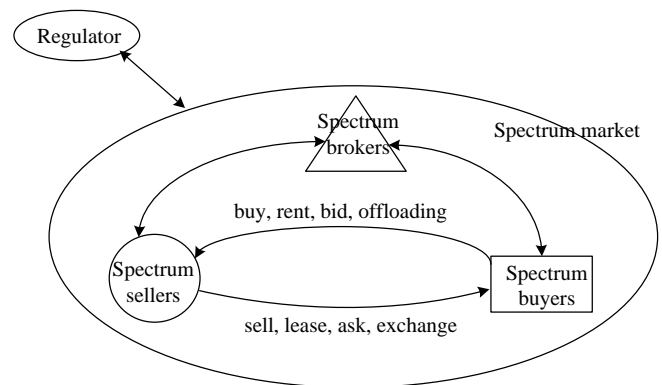 Regulator
Spectrum
brokers
Spectrum market
buy, rent, bid, offloading
Spectrum
sellers
Spectrum
buyers
sell, lease, ask, exchange